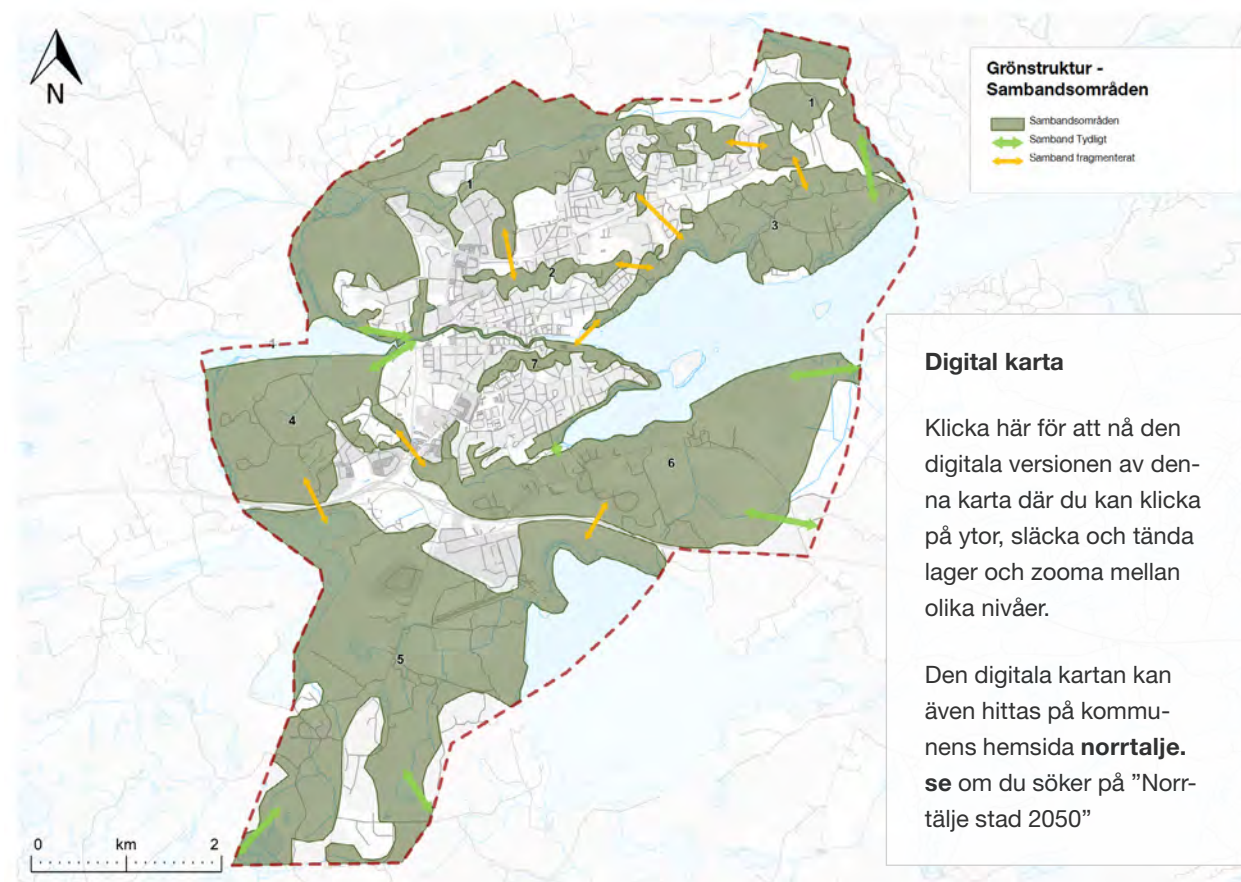 N
Grönstruktur -
Sambandsområden
Sambandsområden
Samband Tydligt
Samband fragmenterat
1
1
3
2
7
4
6
5
Digital karta
Klicka här för att nå den
digitala versionen av den-
na karta där du kan klicka
på ytor, släcka och tända
lager och zooma mellan
olika nivåer.
Den digitala kartan kan
även hittas på kommu-
nens hemsida norrtalje.
se om du söker på ”Norr-
tälje stad 2050”
0 km 2